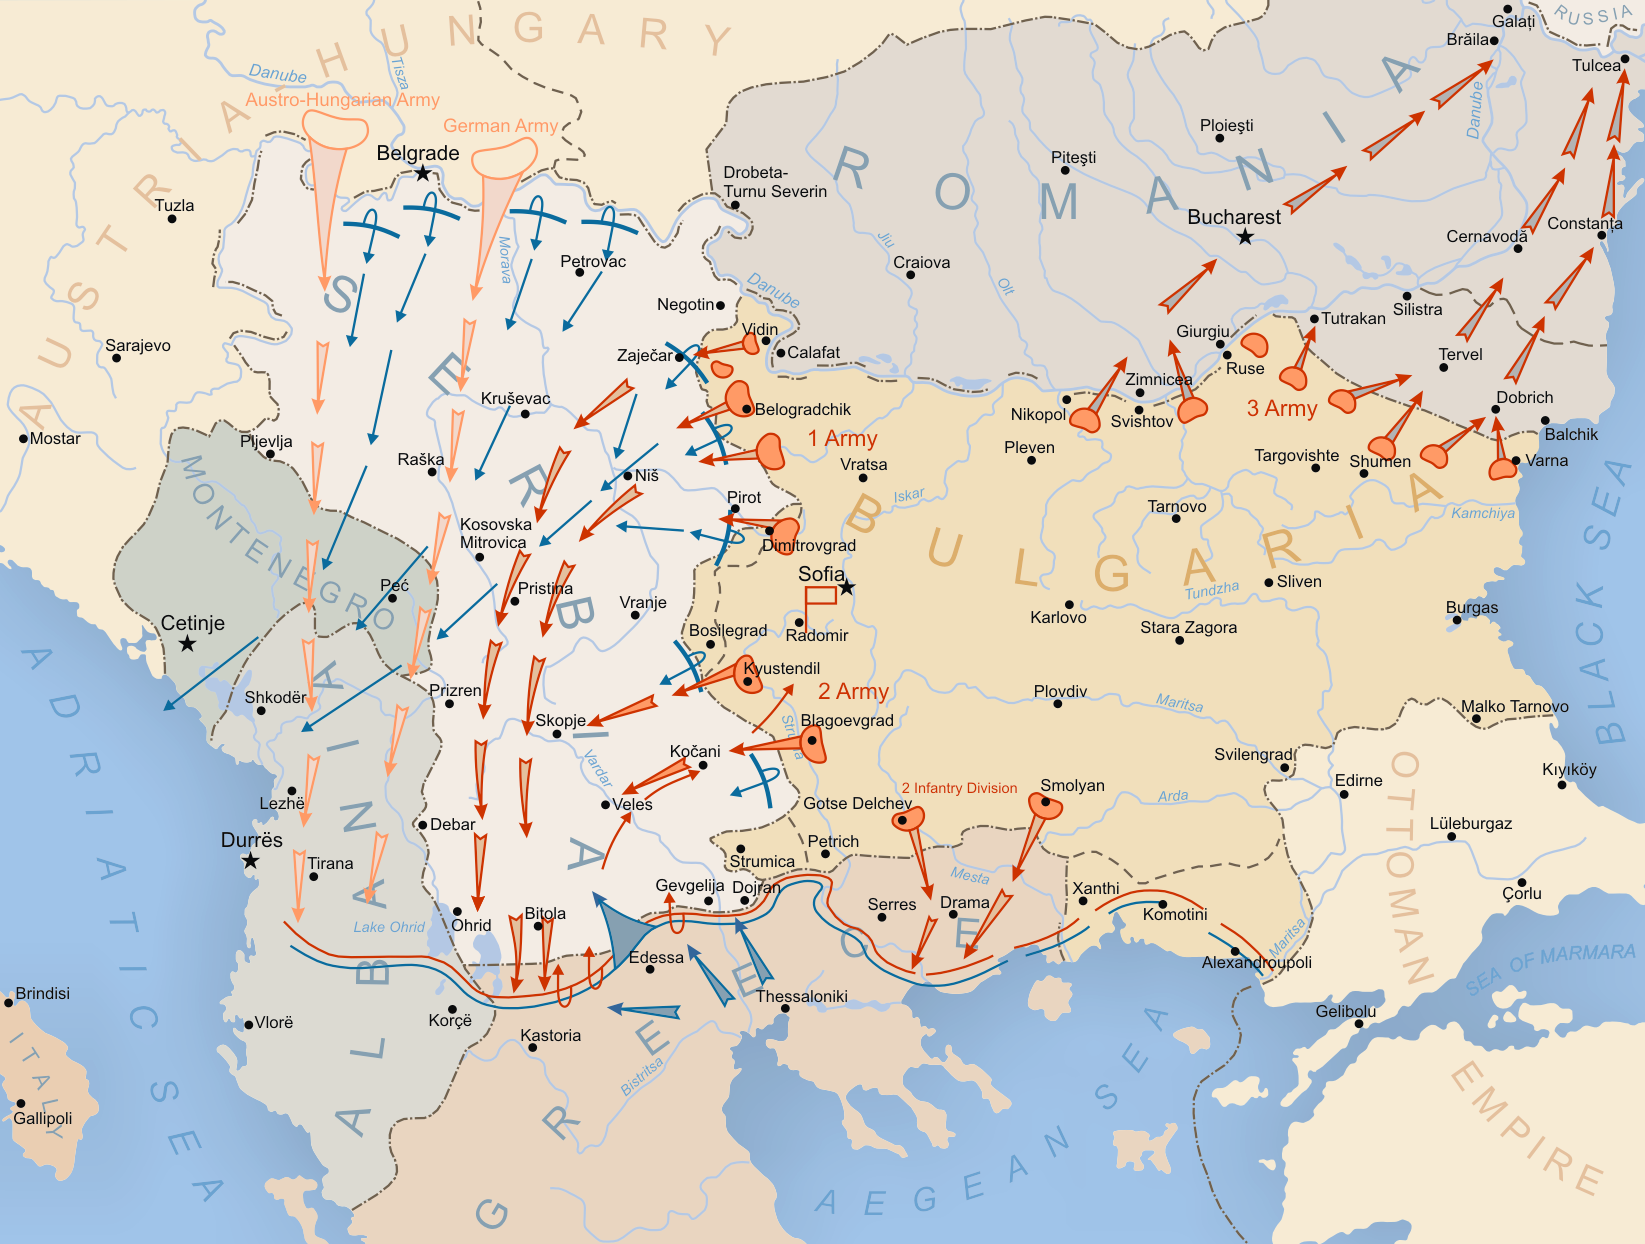 AUSTRIA-HUNGARY
Danube
Tisza
Austro-Hungarian Army
German Army
Belgrade
Tuzla
Sarajevo
Mostar
Morava
Petrovac
Negotin
Drobeta-
Turnu Severin
ROMANIA
RUSSIA
Galați
Brăila
Tulcea
Danube
Ploiești
Pitești
Bucharest
Craiova
Jiu
Olt
Danube
Cernavodă
Constanța
Silistra
Tutrakan
Giurgiu
Ruse
Tervel
Dobrich
Balchik
Varna
Vidin
Calafat
Zaječar
Belogradchik
1 Army
Vratsa
Nikopol
Zimnicea
Svishtov
3 Army
Pleven
Targovishte
Shumen
Kruševac
Raška
Niš
Pljevlja
SERBIA
MONTENEGRO
Pirot
Dimitrovgrad
Iskar
BULGARIA
Kamchiya
Tarnovo
Kosovska
Mitrovica
Pristina
Peć
Vranje
Sofia
Radomir
Bosilegrad
Sliven
Tundzha
Karlovo
Stara Zagora
Burgas
BLACK SEA
Cetinje
Shkodër
Prizren
Kyustendil
2 Army
Plovdiv
Maritsa
Malko Tarnovo
Skopje
Blagoevgrad
Struma
Kočani
Vardar
Svilengrad
Edirne
Kıyıköy
Lezhë
Debar
Veles
2 Infantry Division
Gotse Delchev
Smolyan
Arda
Lüleburgaz
Durrës
Tirana
Strumica
Petrich
Mesta
Çorlu
Gevgelija
Dojran
Serres
Drama
Xanthi
Komotini
Maritsa
Alexandroupoli
Lake Ohrid
Ohrid
Bitola
Edessa
Thessaloniki
ALBANIA
ADRIATIC SEA
Brindisi
ITALY
Gallipoli
Vlorë
Korçë
Kastoria
Bistritsa
GREECE
AEGEAN SEA
Gelibolu
SEA OF MARMARA
OTTOMAN
EMPIRE